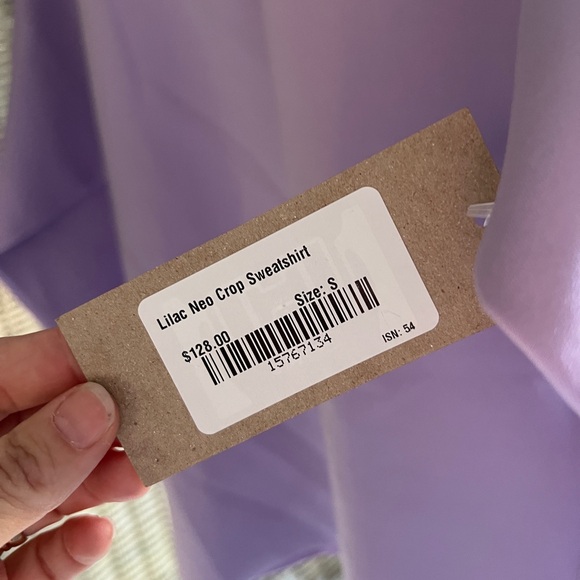 Lilac Neo Crop Sweatshirt
$128.00 Size: S
15767134
ISN: 54